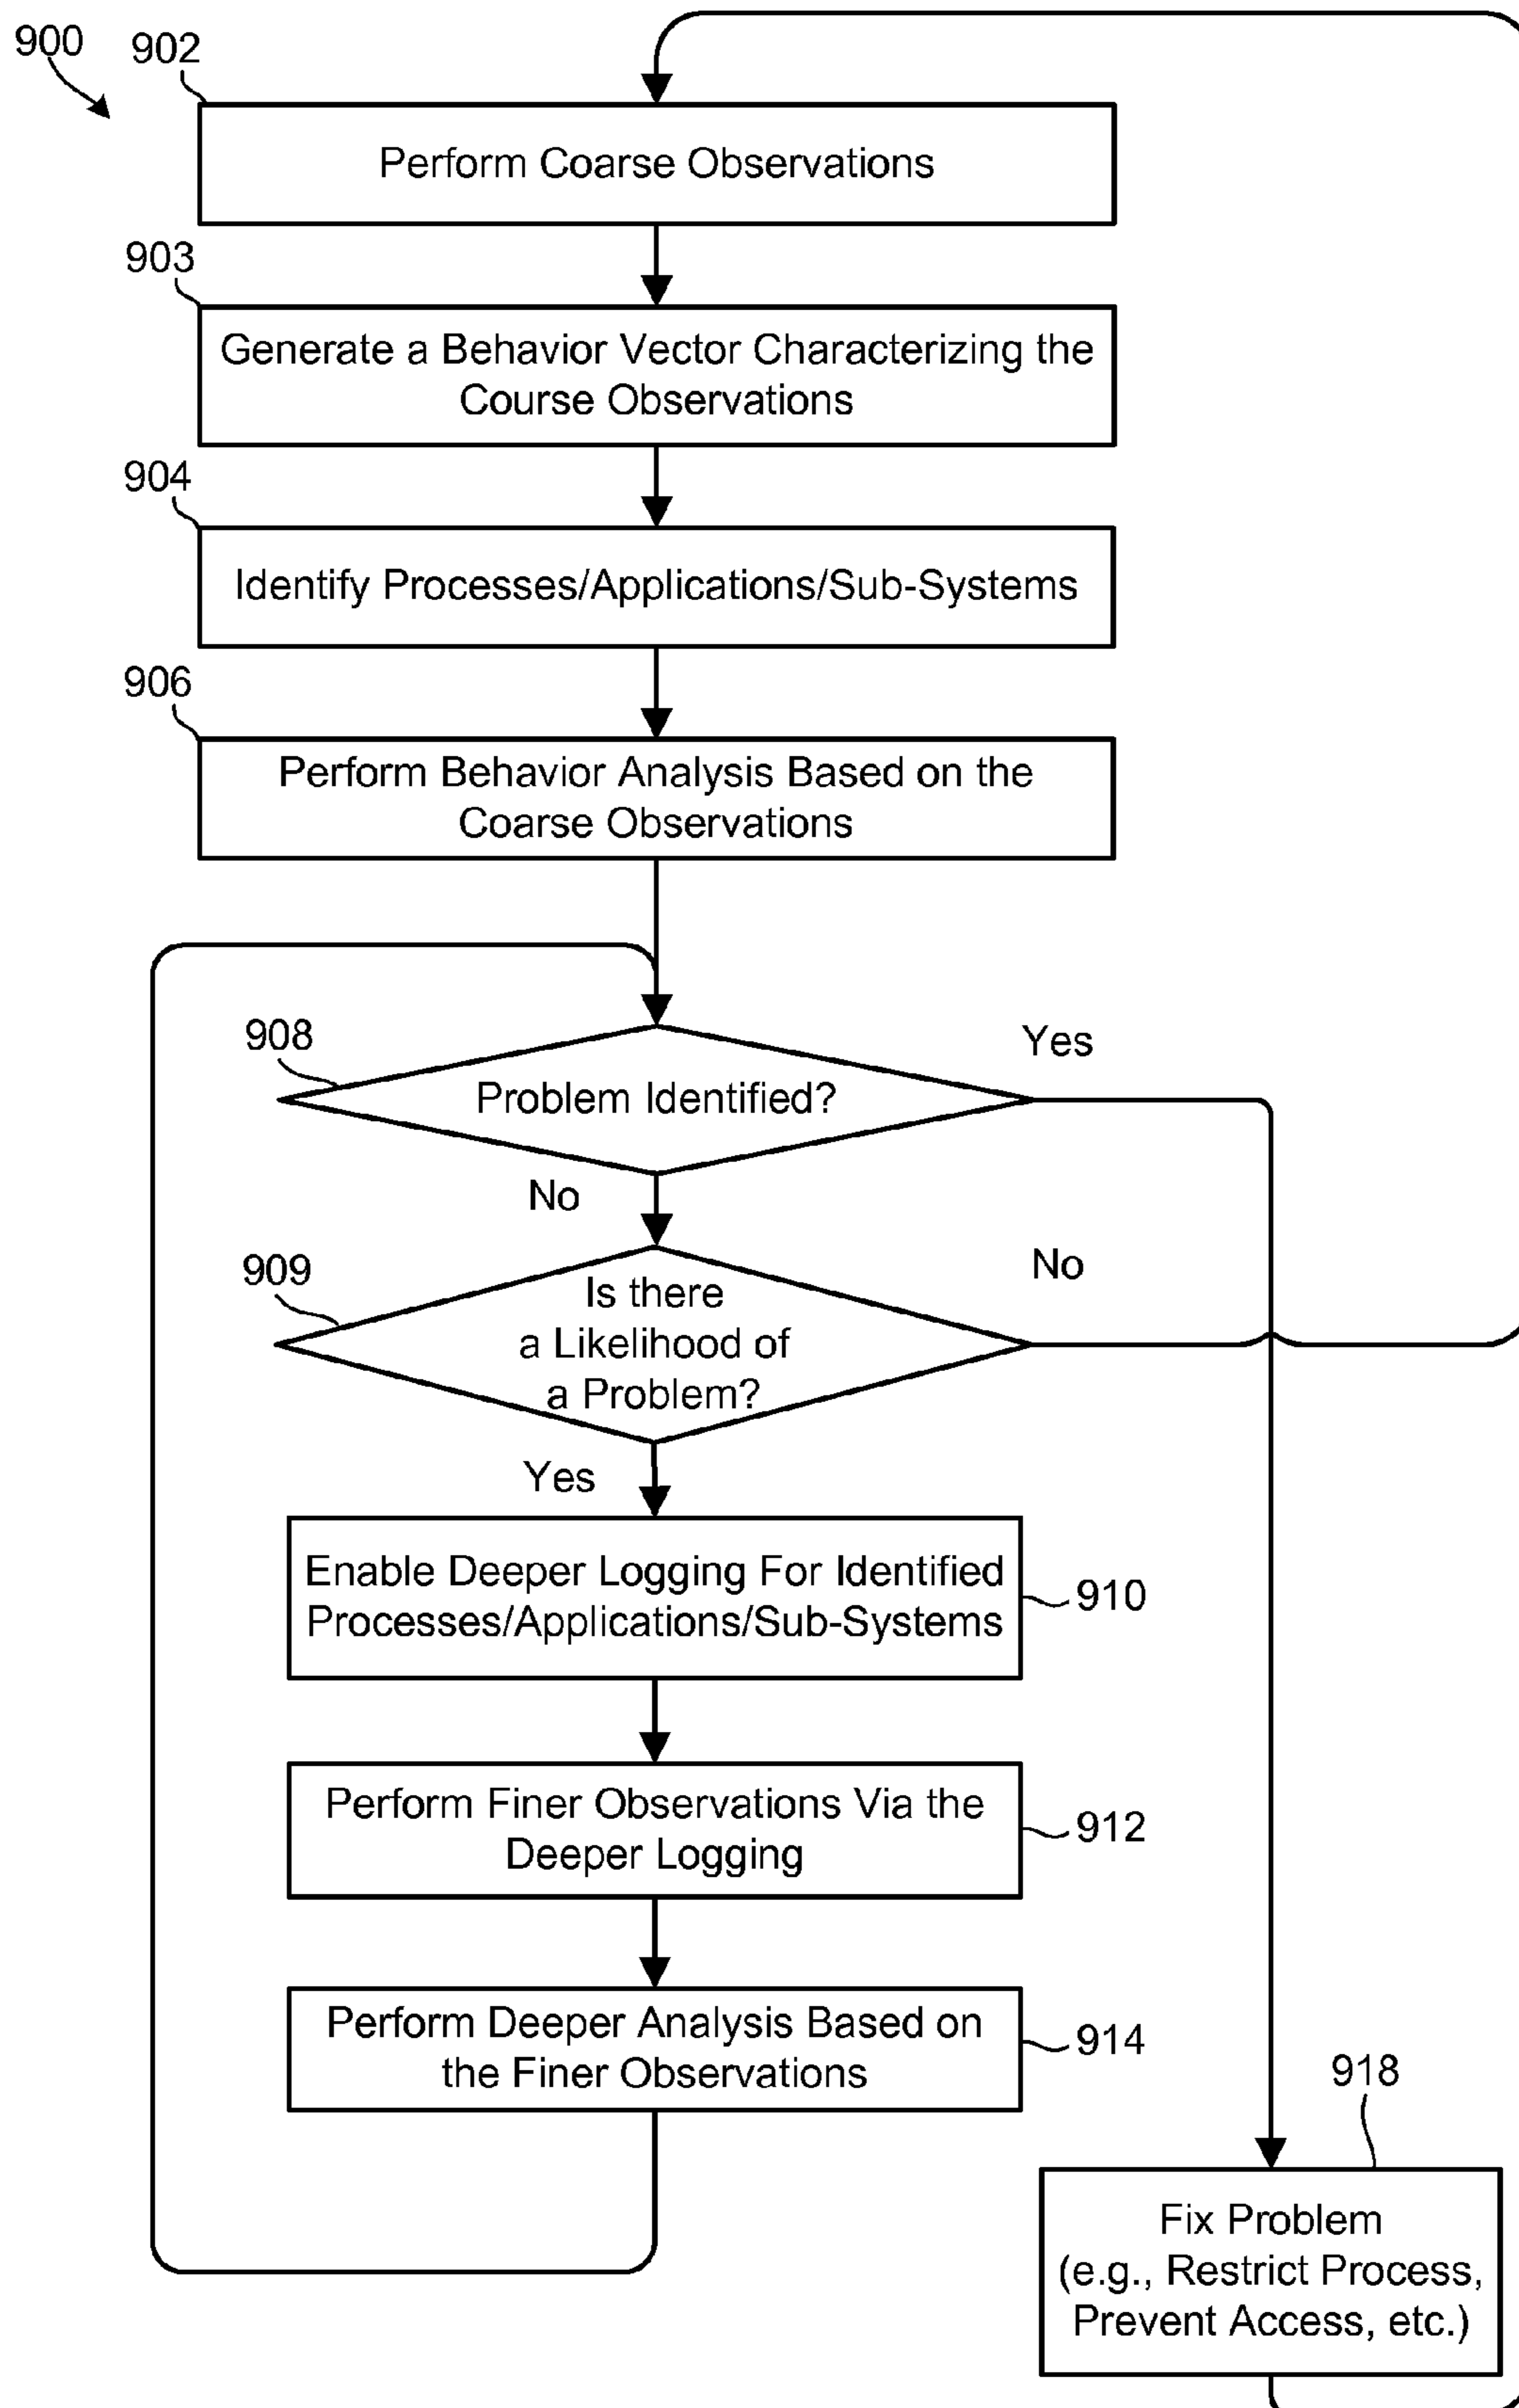 900
902
Perform Coarse Observations
903
Generate a Behavior Vector Characterizing the
Course Observations
904
Identify Processes/Applications/Sub-Systems
906
Perform Behavior Analysis Based on the
Coarse Observations
908
Problem Identified?
Yes
No
909
Is there
a Likelihood of
a Problem?
No
Yes
Enable Deeper Logging For Identified
Processes/Applications/Sub-Systems
910
Perform Finer Observations Via the
Deeper Logging
912
Perform Deeper Analysis Based on
the Finer Observations
914
918
Fix Problem
(e.g., Restrict Process,
Prevent Access, etc.)